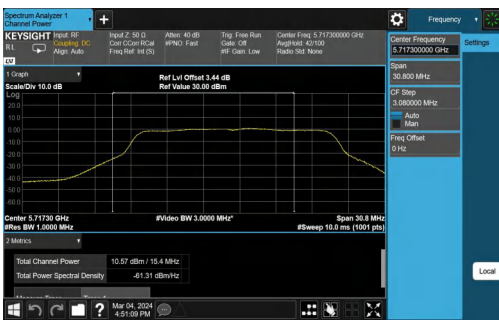 Spectrum Analyzer 1
Channel Power
Frequency
KEYSIGHT
R L
LXI
Input: RF
Coupling: DC
Align: Auto
Input Z: 50 Ω
Corr CCorr RCal
Freq Ref: Int (S)
Atten: 40 dB
#PNO: Fast
Trig: Free Run
Gate: Off
#IF Gain: Low
Center Freq: 5.717300000 GHz
Avg|Hold: 42/100
Radio Std: None
Center Frequency
5.717300000 GHz
Settings
Span
30.800 MHz
CF Step
3.080000 MHz
Auto
Man
Freq Offset
0 Hz
Local
1 Graph
Scale/Div 10.0 dB
Ref Lvl Offset 3.44 dB
Ref Value 30.00 dBm
Log
20.0
10.0
0.00
-10.0
-20.0
-30.0
-40.0
-50.0
-60.0
Center 5.71730 GHz
#Res BW 1.0000 MHz
#Video BW 3.0000 MHz*
Span 30.8 MHz
#Sweep 10.0 ms (1001 pts)
2 Metrics
Total Channel Power
10.57 dBm / 15.4 MHz
Total Power Spectral Density
-61.31 dBm/Hz
?
Mar 04, 2024
4:51:09 PM